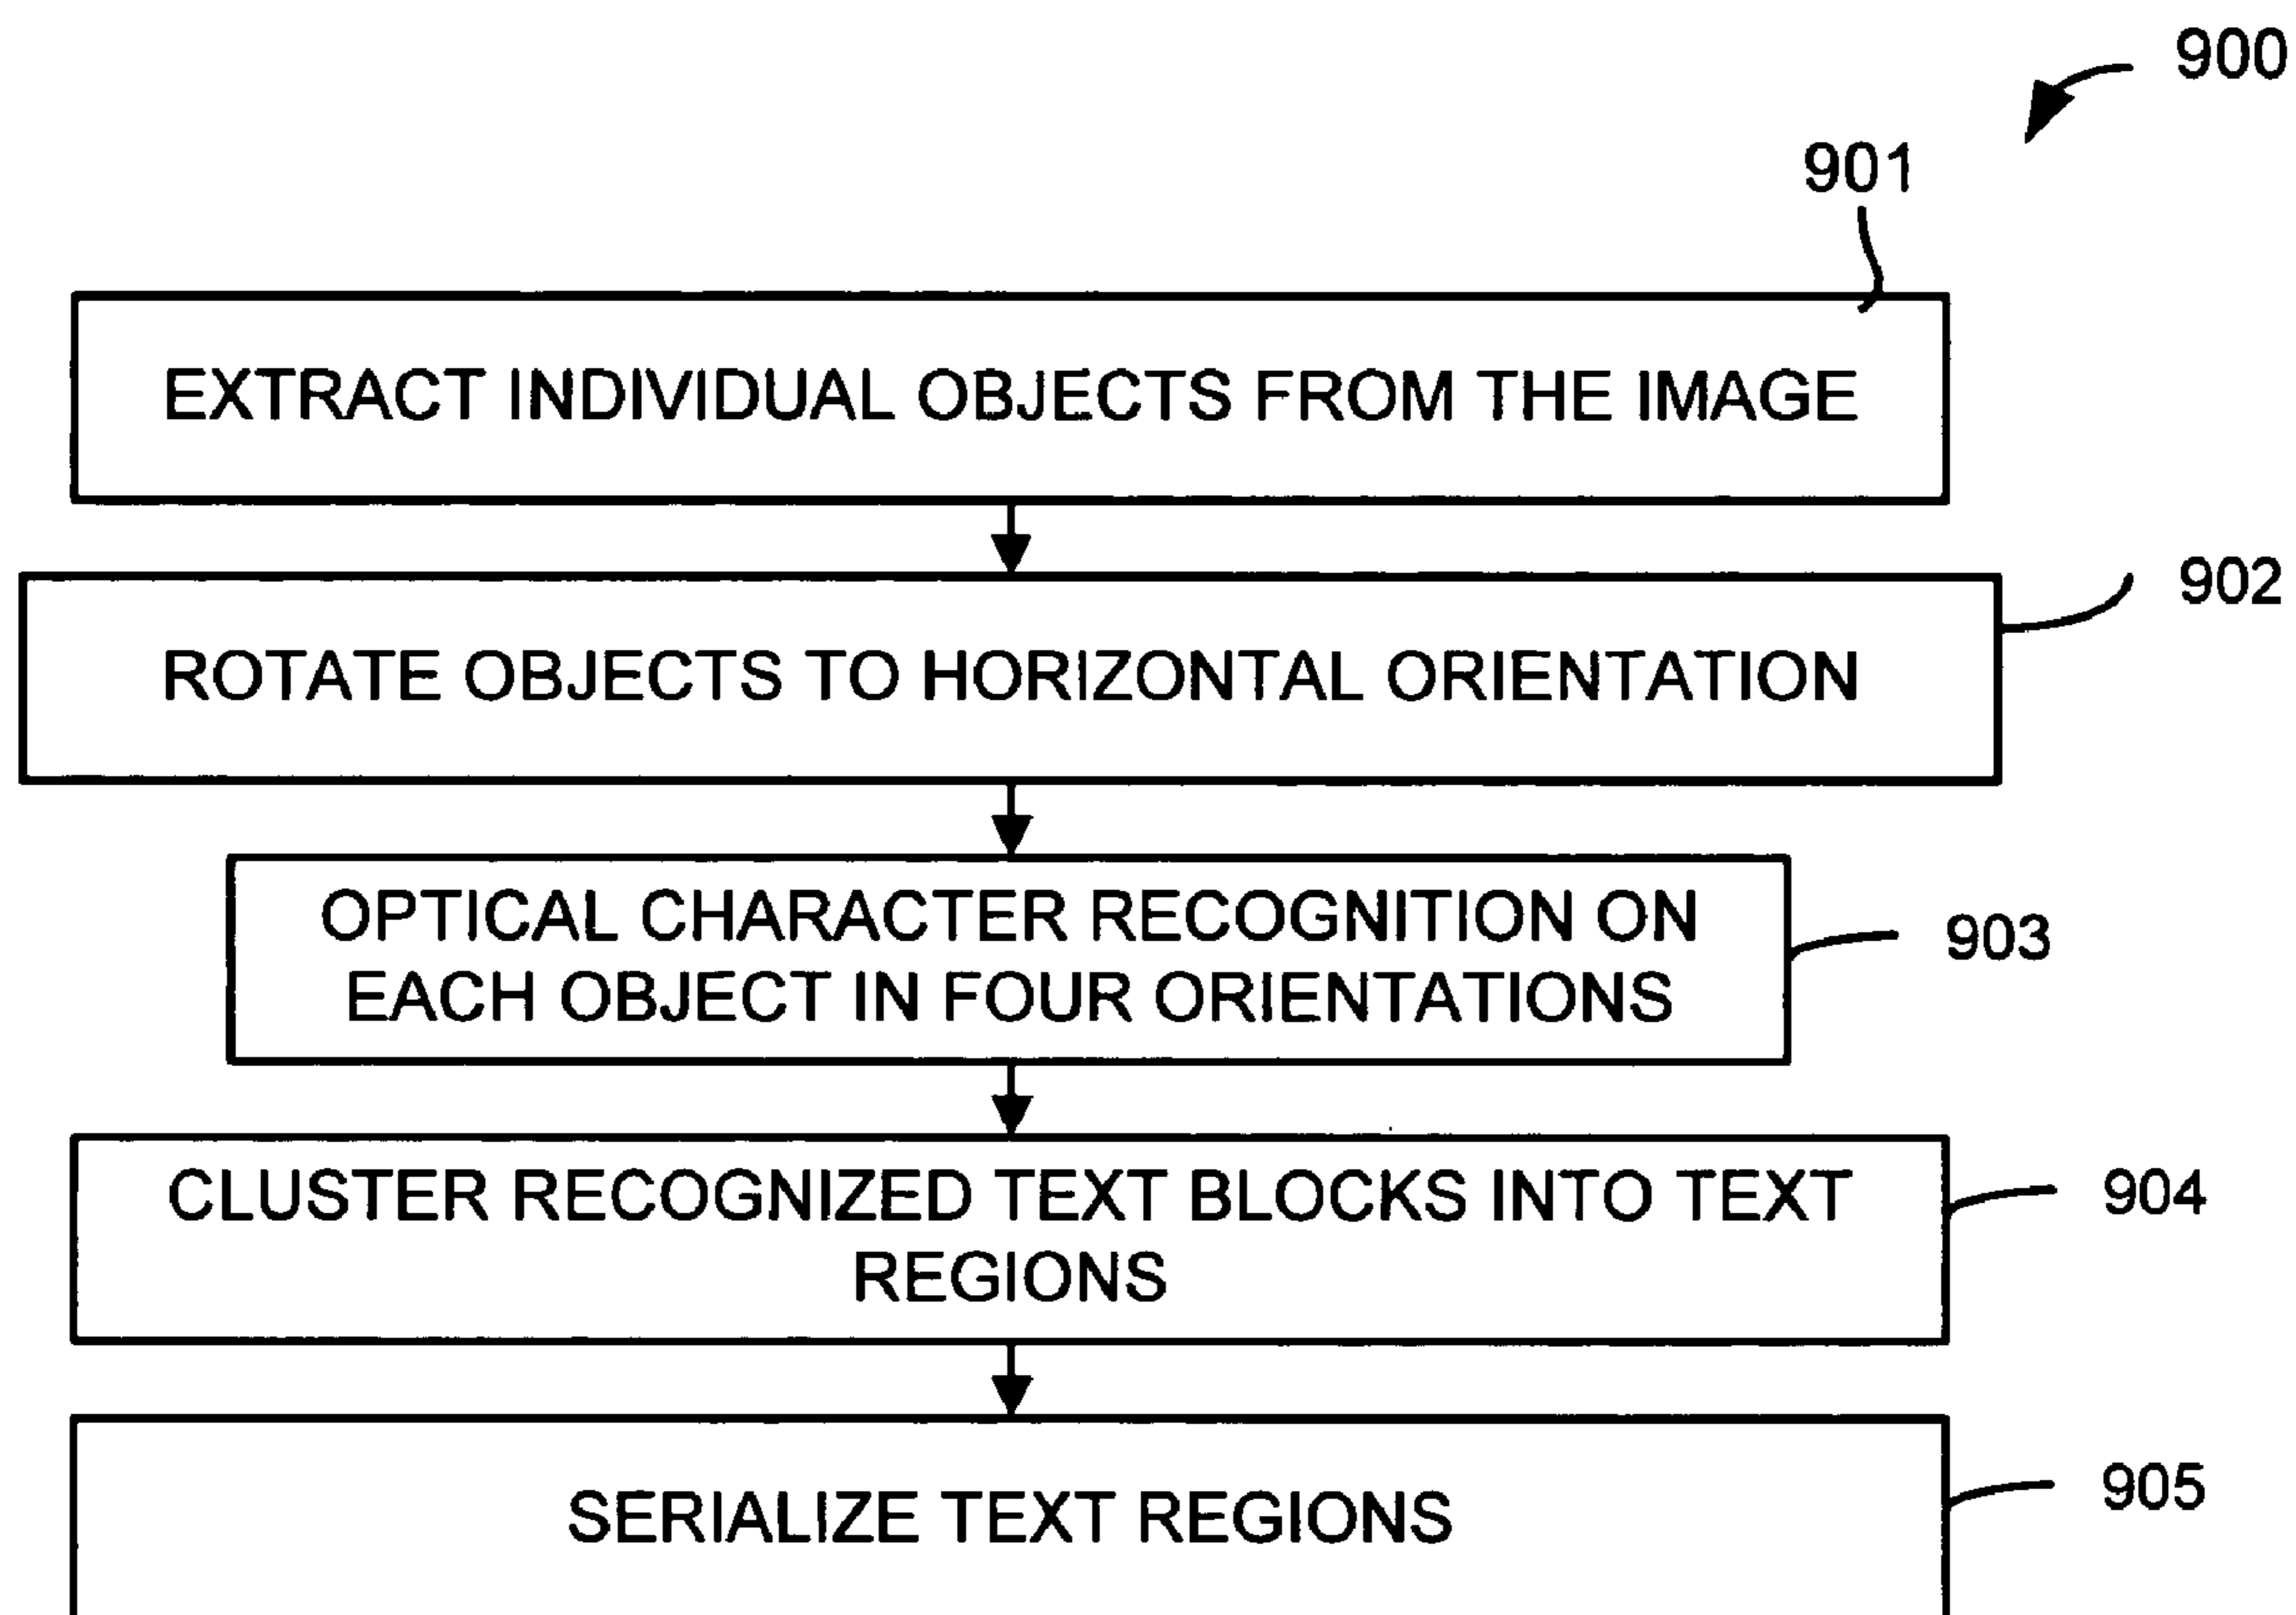 900
901
EXTRACT INDIVIDUAL OBJECTS FROM THE IMAGE
902
ROTATE OBJECTS TO HORIZONTAL ORIENTATION
OPTICAL CHARACTER RECOGNITION ON
EACH OBJECT IN FOUR ORIENTATIONS
903
CLUSTER RECOGNIZED TEXT BLOCKS INTO TEXT
REGIONS
904
SERIALIZE TEXT REGIONS
905